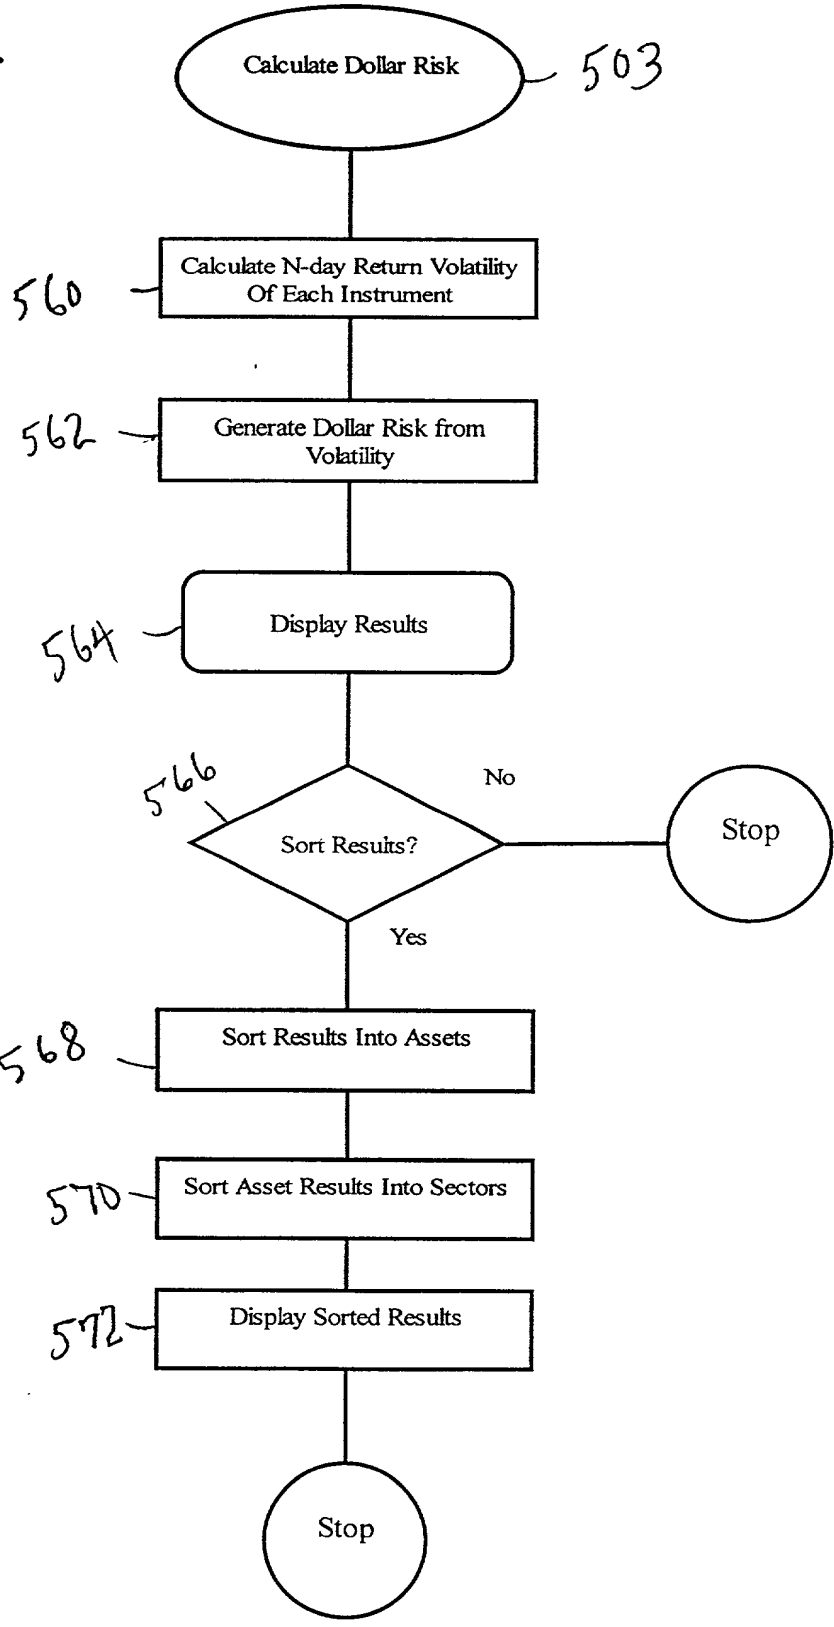 Calculate Dollar Risk
503
Calculate N-day Return Volatility
Of Each Instrument
560
Generate Dollar Risk from
Volatility
562
Display Results
564
566
No
Sort Results?
Stop
Yes
Sort Results Into Assets
568
Sort Asset Results Into Sectors
570
Display Sorted Results
572
Stop